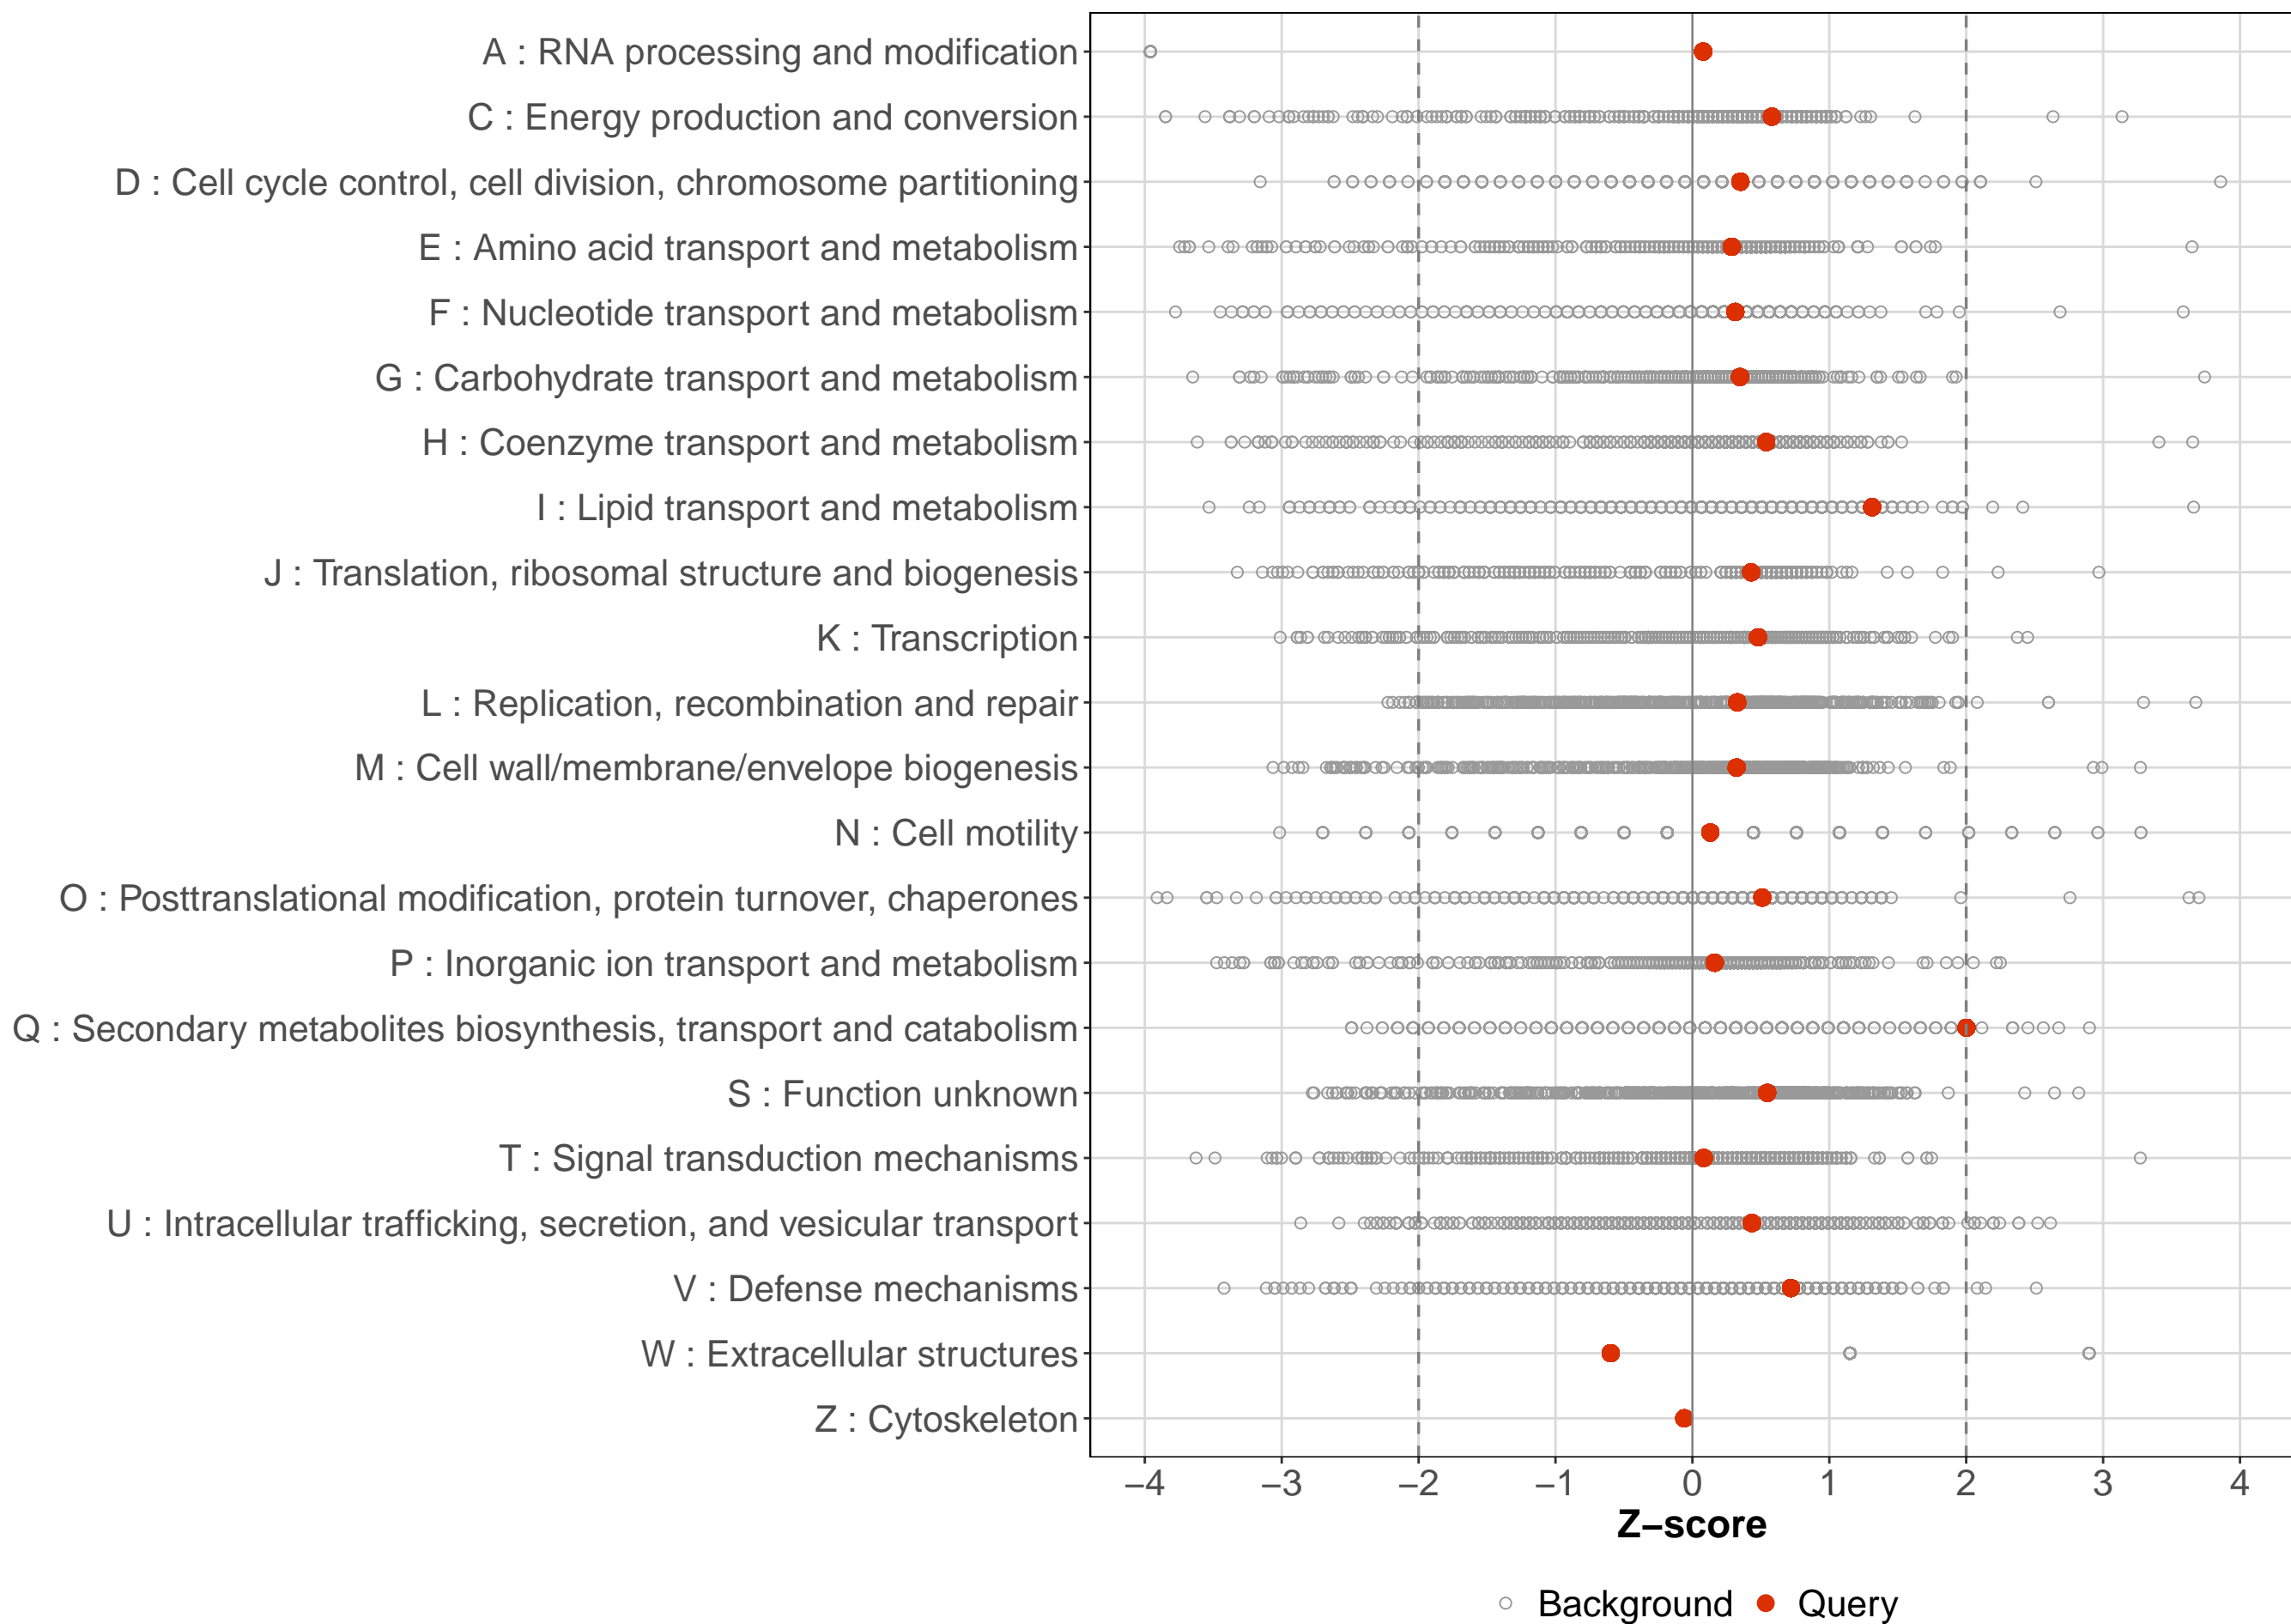 A : RNA processing and modification
C : Energy production and conversion
D : Cell cycle control, cell division, chromosome partitioning
E : Amino acid transport and metabolism
F : Nucleotide transport and metabolism
G : Carbohydrate transport and metabolism
H : Coenzyme transport and metabolism
I : Lipid transport and metabolism
J : Translation, ribosomal structure and biogenesis
K : Transcription
L : Replication, recombination and repair
M : Cell wall/membrane/envelope biogenesis
N : Cell motility
O : Posttranslational modification, protein turnover, chaperones
P : Inorganic ion transport and metabolism
Q : Secondary metabolites biosynthesis, transport and catabolism
S : Function unknown
T : Signal transduction mechanisms
U : Intracellular trafficking, secretion, and vesicular transport
V : Defense mechanisms
W : Extracellular structures
Z : Cytoskeleton
−4 −3 −2 −1 0 1 2 3 4
Z−score
Background Query